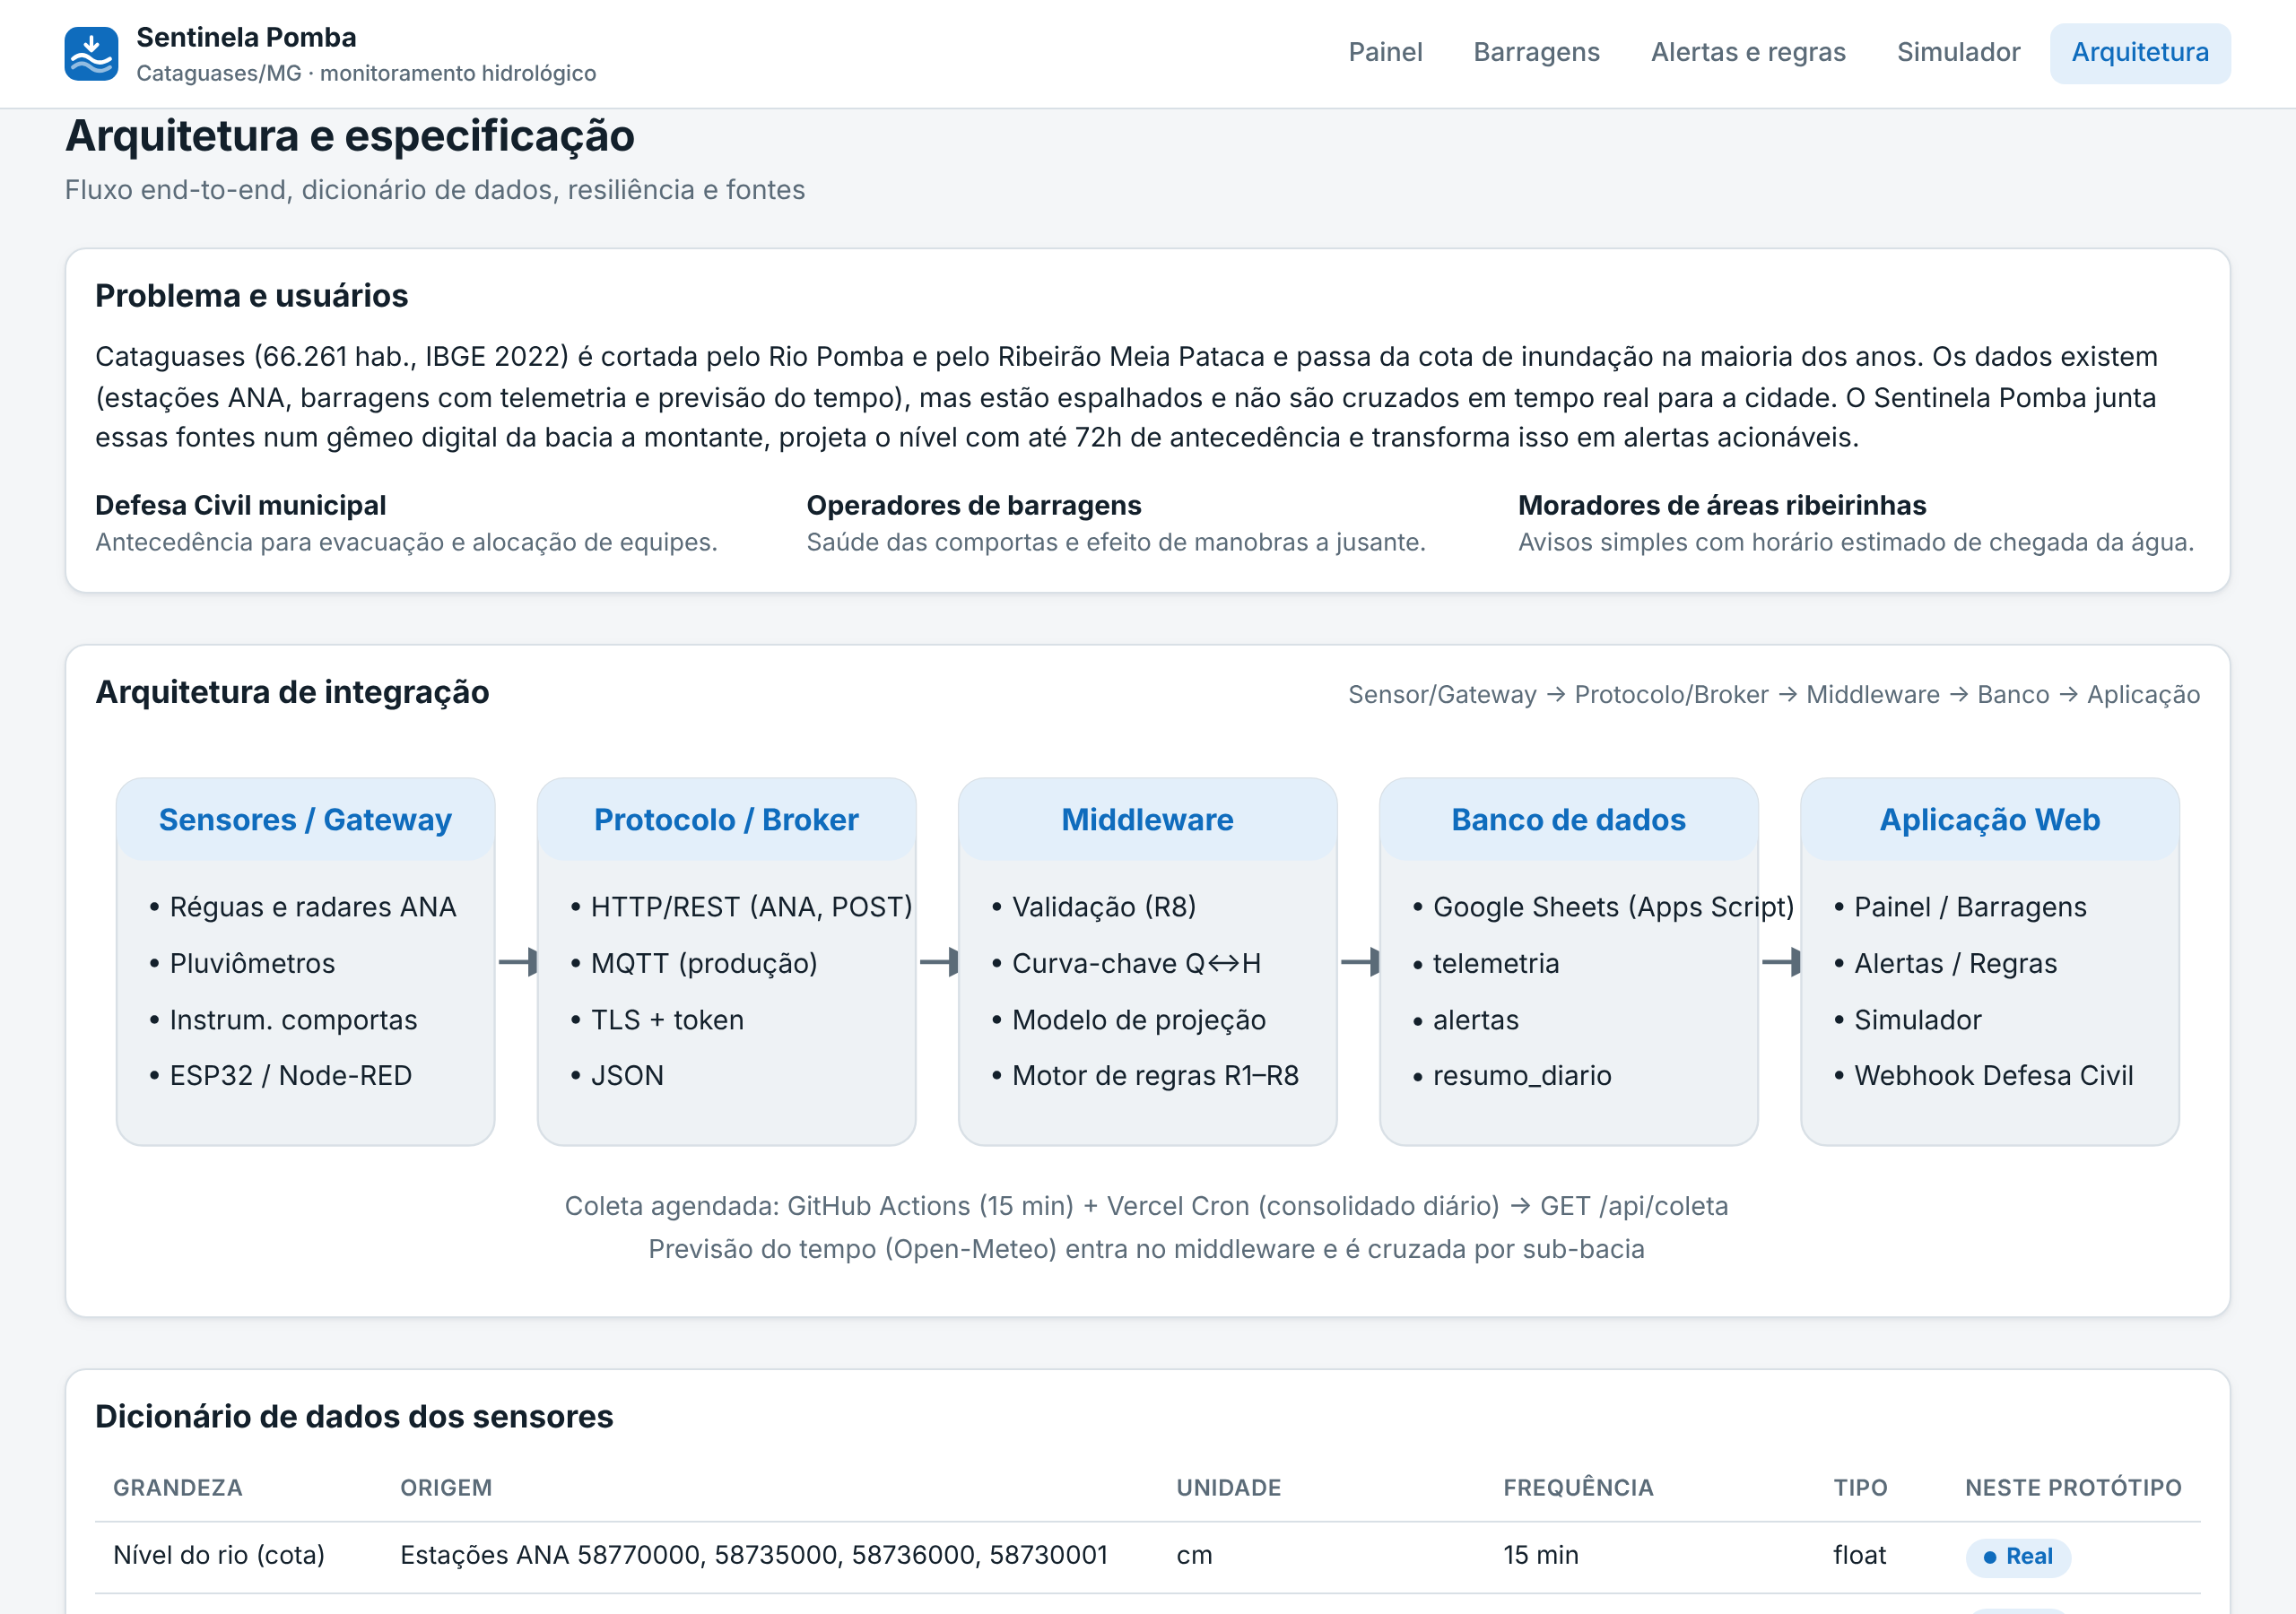 Sentinela Pomba
Cataguases/MG · monitoramento hidrológico
Painel
Barragens
Alertas e regras
Simulador
Arquitetura
Arquitetura e especificação
Fluxo end-to-end, dicionário de dados, resiliência e fontes
Problema e usuários
Cataguases (66.261 hab., IBGE 2022) é cortada pelo Rio Pomba e pelo Ribeirão Meia Pataca e passa da cota de inundação na maioria dos anos. Os dados existem
(estações ANA, barragens com telemetria e previsão do tempo), mas estão espalhados e não são cruzados em tempo real para a cidade. O Sentinela Pomba junta
essas fontes num gêmeo digital da bacia a montante, projeta o nível com até 72h de antecedência e transforma isso em alertas acionáveis.
Defesa Civil municipal
Antecedência para evacuação e alocação de equipes.
Operadores de barragens
Saúde das comportas e efeito de manobras a jusante.
Moradores de áreas ribeirinhas
Avisos simples com horário estimado de chegada da água.
Arquitetura de integração
Sensor/Gateway → Protocolo/Broker → Middleware → Banco → Aplicação
Sensores / Gateway
• Réguas e radares ANA
• Pluviômetros
• Instrum. comportas
• ESP32 / Node-RED
Protocolo / Broker
• HTTP/REST (ANA, POST)
• MQTT (produção)
• TLS + token
• JSON
Middleware
• Validação (R8)
• Curva-chave Q↔H
• Modelo de projeção
• Motor de regras R1–R8
Banco de dados
• Google Sheets (Apps Script)
• telemetria
• alertas
• resumo_diario
Aplicação Web
• Painel / Barragens
• Alertas / Regras
• Simulador
• Webhook Defesa Civil
Coleta agendada: GitHub Actions (15 min) + Vercel Cron (consolidado diário) → GET /api/coleta
Previsão do tempo (Open-Meteo) entra no middleware e é cruzada por sub-bacia
Dicionário de dados dos sensores
GRANDEZA ORIGEM UNIDADE FREQUÊNCIA TIPO NESTE PROTÓTIPO
Nível do rio (cota) Estações ANA 58770000, 58735000, 58736000, 58730001 cm 15 min float Real